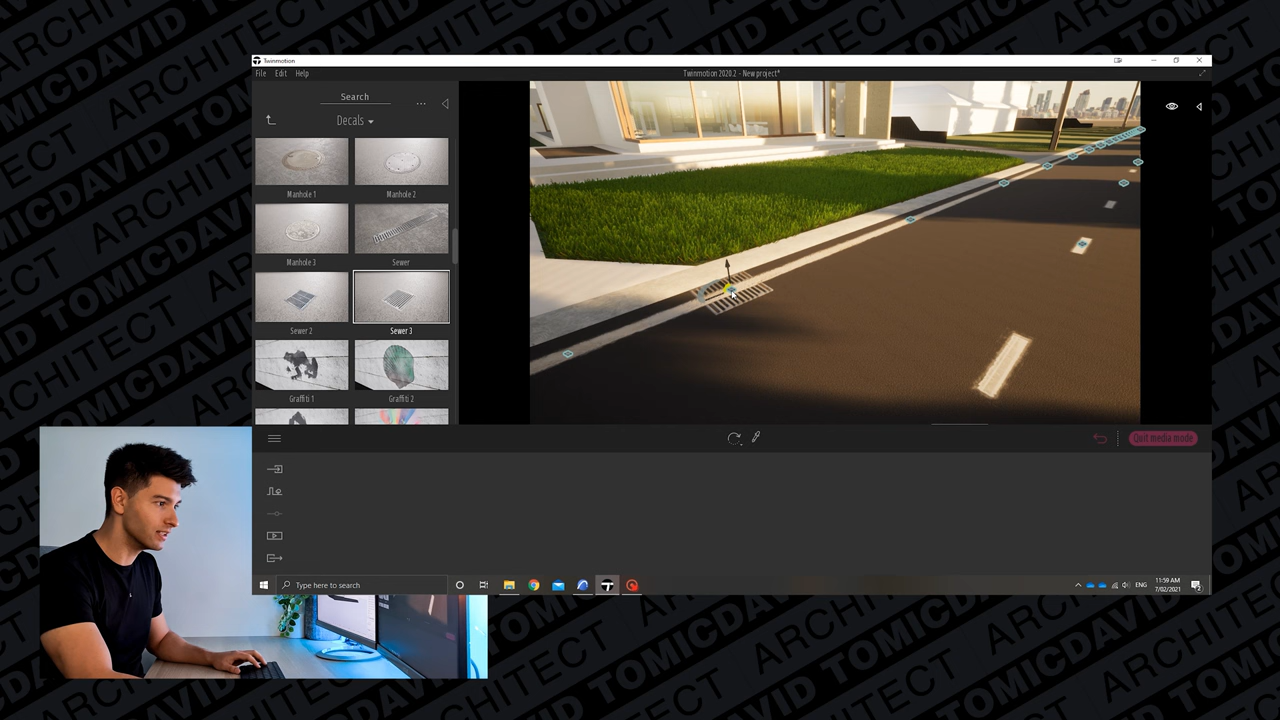 Twinmotion
File Edit Help
Twinmotion 2020.2 - New project*
Search
Decals
Manhole 1
Manhole 2
Manhole 3
Sewer
Sewer 2
Sewer 3
Graffiti 1
Graffiti 2
Quit media mode
Type here to search
ENG
11:59 AM
7/02/2021
ARCHITECT
DAVID TOMIC